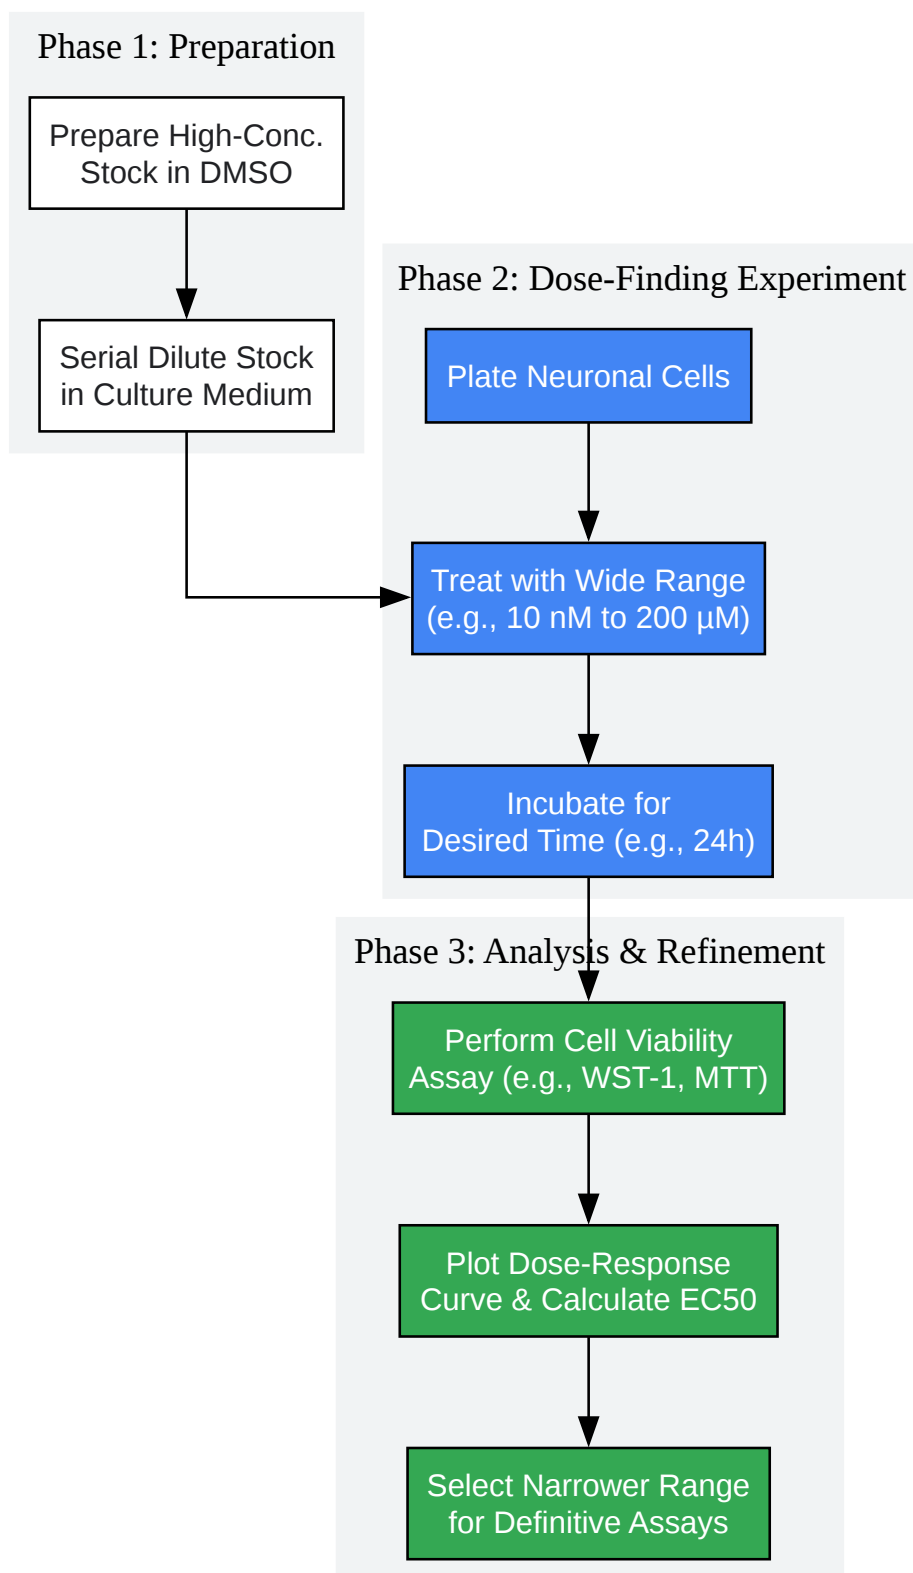 Phase 1: Preparation
Prepare High-Conc.
Stock in DMSO
Serial Dilute Stock
in Culture Medium
Phase 2: Dose-Finding Experiment
Plate Neuronal Cells
Treat with Wide Range
(e.g., 10 nM to 200 µM)
Incubate for
Desired Time (e.g., 24h)
Phase 3: Analysis & Refinement
Perform Cell Viability
Assay (e.g., WST-1, MTT)
Plot Dose-Response
Curve & Calculate EC50
Select Narrower Range
for Definitive Assays